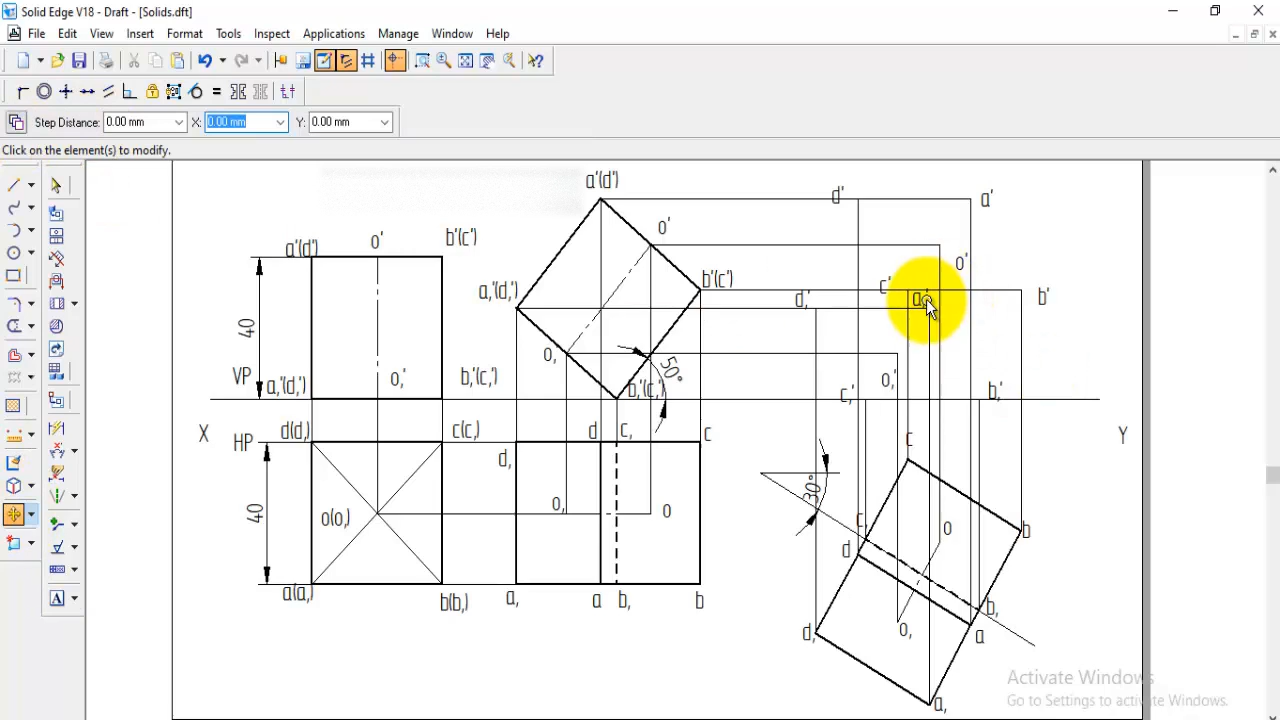 Solid Edge V18 - Draft - [Solids.dft]
File Edit View Insert Format Tools Inspect Applications Manage Window Help
Step Distance: 0.00 mm X: 0.00 mm Y: 0.00 mm
Click on the element(s) to modify.
a'(d') d' a'
a'(d') o' b'(c') o' o'
a,'(d,') b'(c') d,' c' a,' b'
40
o, 50°
VP a,'(d,') o,' b,'(c,') b,'(c,') c,' o,' b,'
X HP d(d,) c(c,) d c, c c Y
d,
40 o(o,) o, o 30° c, o b
d
a(a,) b(b,) a, a b, b b,
d, o, a
a,
Activate Windows
Go to Settings to activate Windows.